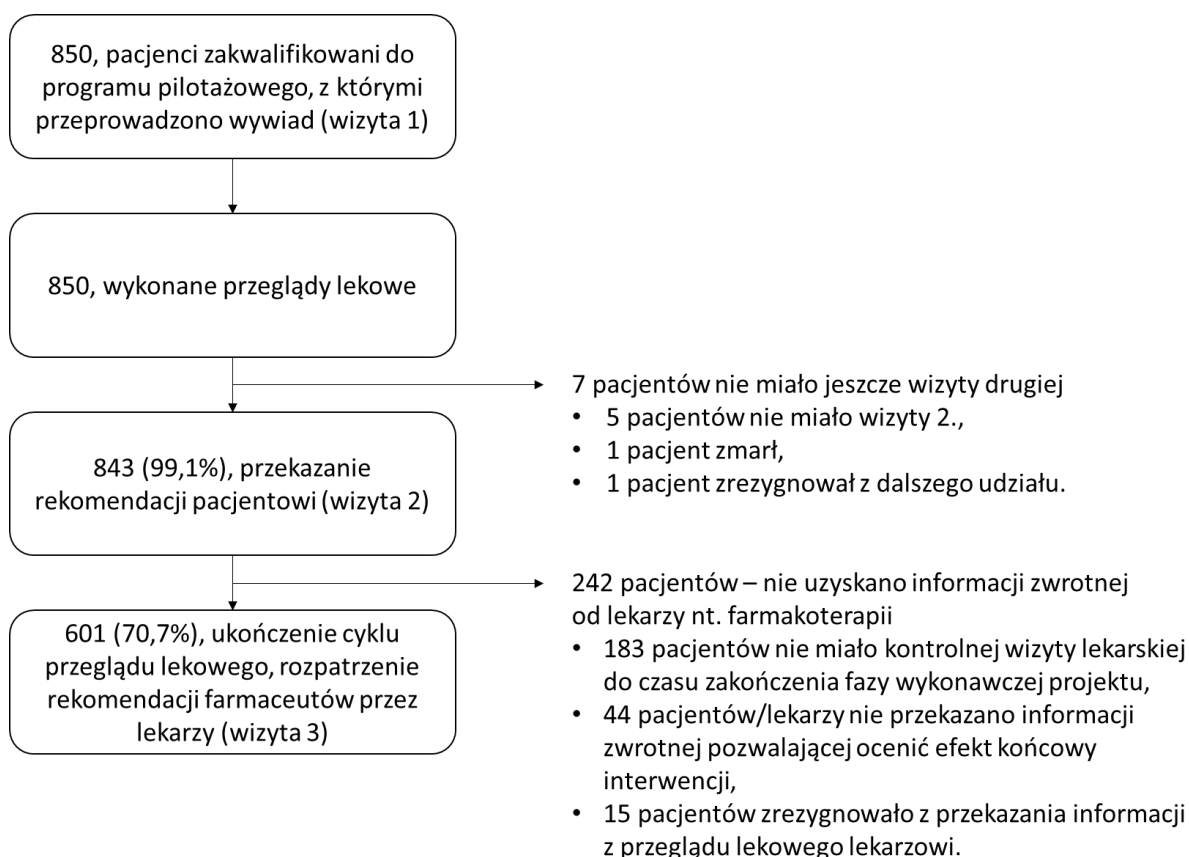 850, pacjenci zakwalifikowani do
programu pilotażowego, z którymi
przeprowadzono wywiad (wizyta 1)
850, wykonane przeglądy lekowe
7 pacjentów nie miało jeszcze wizyty drugiej
• 5 pacjentów nie miało wizyty 2.,
• 1 pacjent zmarł,
• 1 pacjent zrezygnował z dalszego udziału.
843 (99,1%), przekazanie
rekomendacji pacjentowi (wizyta 2)
242 pacjentów – nie uzyskano informacji zwrotnej
od lekarzy nt. farmakoterapii
• 183 pacjentów nie miało kontrolnej wizyty lekarskiej
do czasu zakończenia fazy wykonawczej projektu,
• 44 pacjentów/lekarzy nie przekazano informacji
zwrotnej pozwalającej ocenić efekt końcowy
interwencji,
• 15 pacjentów zrezygnowało z przekazania informacji
z przeglądu lekowego lekarzowi.
601 (70,7%), ukończenie cyklu
przeglądu lekowego, rozpatrzenie
rekomendacji farmaceutów przez
lekarzy (wizyta 3)